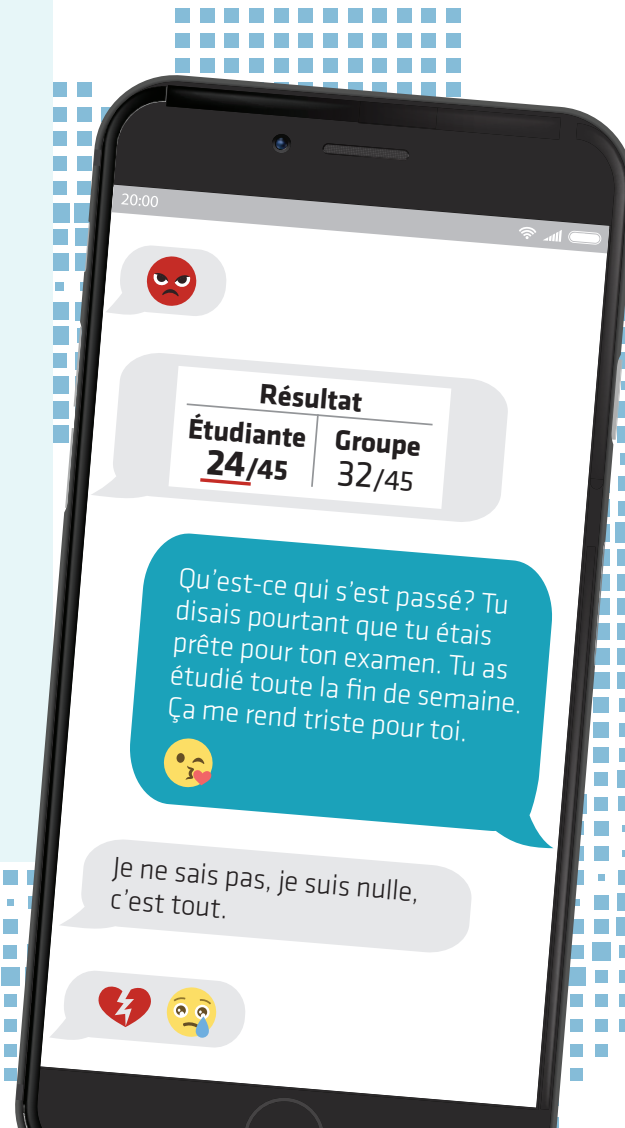 20:00
Résultat
Étudiante Groupe
24/45 32/45
Qu’est-ce qui s’est passé? Tu
disais pourtant que tu étais
prête pour ton examen. Tu as
étudié toute la fin de semaine.
Ça me rend triste pour toi.
Je ne sais pas, je suis nulle,
c’est tout.